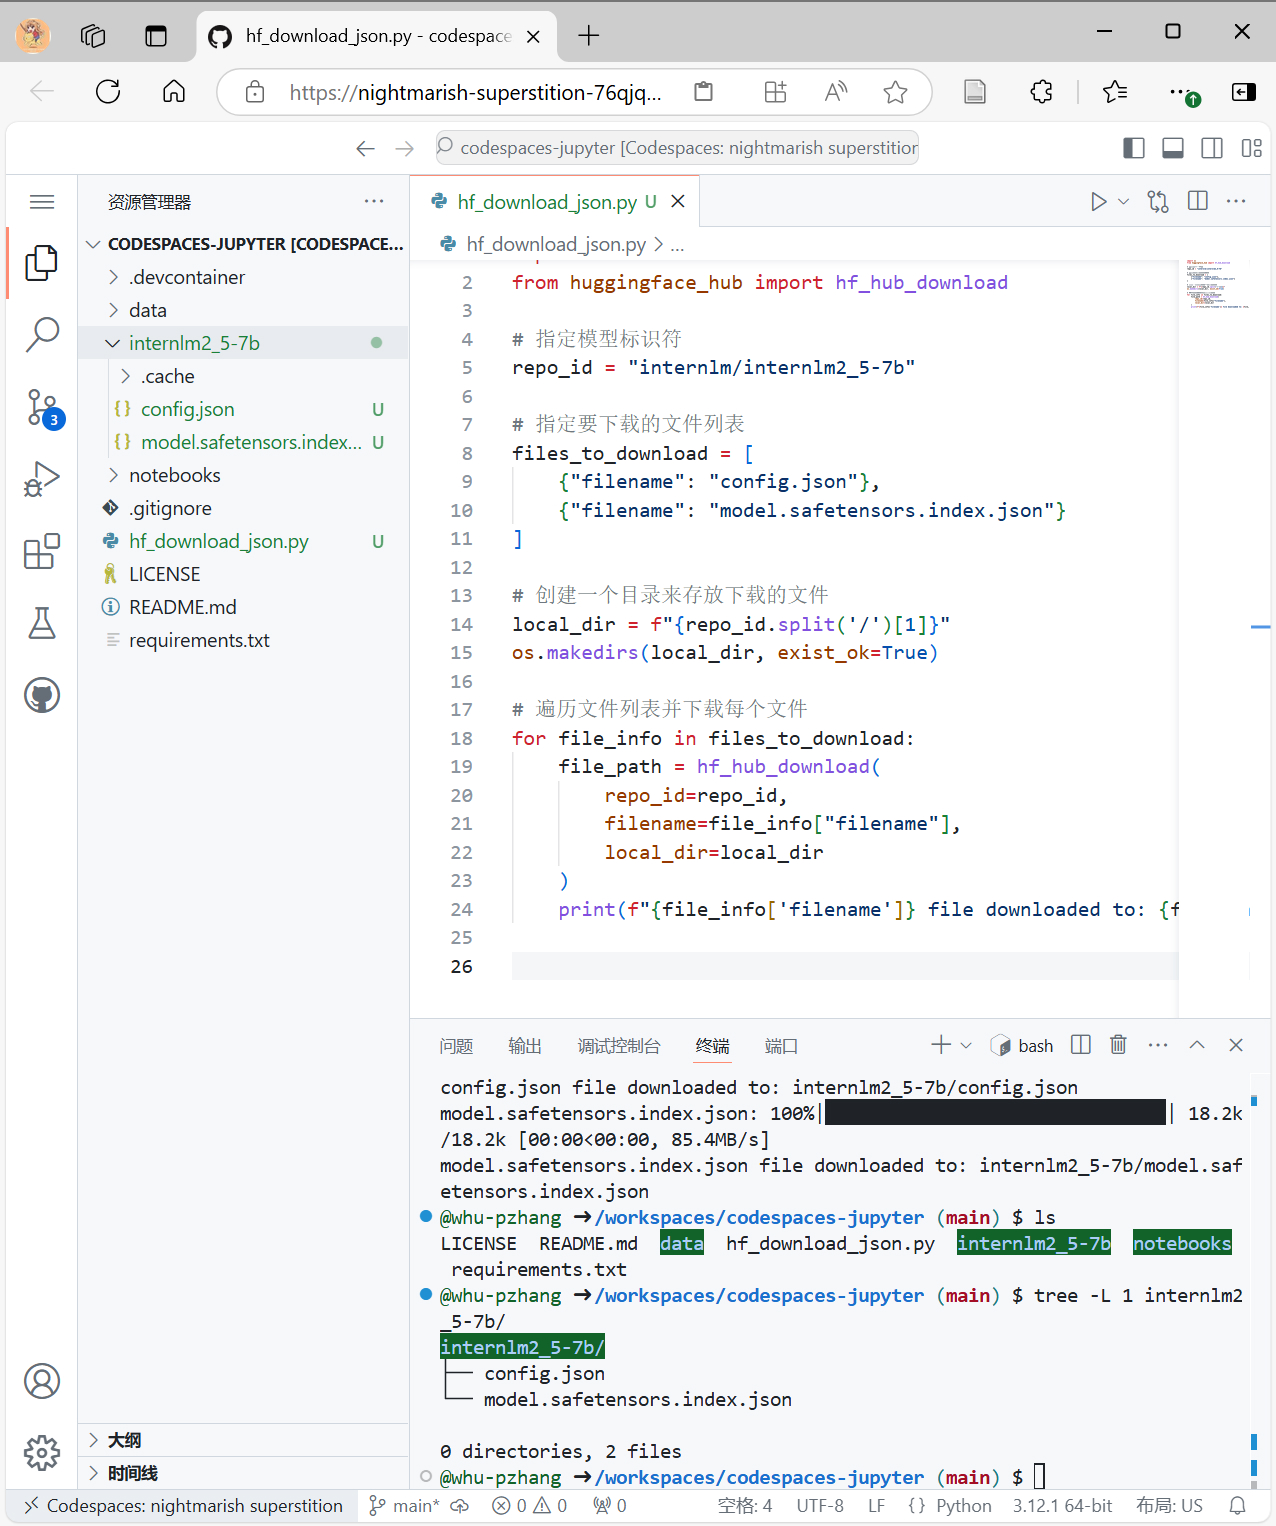 hf_download_json.py - codespace
https://nightmarish-superstition-76qjq...
codespaces-jupyter [Codespaces: nightmarish superstition
资源管理器
CODESPACES-JUPYTER [CODESPACE...
.devcontainer
data
internlm2_5-7b
.cache
config.json U
model.safetensors.index... U
notebooks
.gitignore
hf_download_json.py U
LICENSE
README.md
requirements.txt
3
大纲
时间线
hf_download_json.py U
hf_download_json.py > ...
2 from huggingface_hub import hf_hub_download
3
4 # 指定模型标识符
5 repo_id = "internlm/internlm2_5-7b"
6
7 # 指定要下载的文件列表
8 files_to_download = [
9 {"filename": "config.json"},
10 {"filename": "model.safetensors.index.json"}
11 ]
12
13 # 创建一个目录来存放下载的文件
14 local_dir = f"{repo_id.split('/')[1]}"
15 os.makedirs(local_dir, exist_ok=True)
16
17 # 遍历文件列表并下载每个文件
18 for file_info in files_to_download:
19 file_path = hf_hub_download(
20 repo_id=repo_id,
21 filename=file_info["filename"],
22 local_dir=local_dir
23 )
24 print(f"{file_info['filename']} file downloaded to: {f
25
26
问题 输出 调试控制台 终端 端口 bash
config.json file downloaded to: internlm2_5-7b/config.json
model.safetensors.index.json: 100%| | 18.2k
/18.2k [00:00<00:00, 85.4MB/s]
model.safetensors.index.json file downloaded to: internlm2_5-7b/model.saf
etensors.index.json
@whu-pzhang ➜/workspaces/codespaces-jupyter (main) $ ls
LICENSE README.md data hf_download_json.py internlm2_5-7b notebooks
requirements.txt
@whu-pzhang ➜/workspaces/codespaces-jupyter (main) $ tree -L 1 internlm2
_5-7b/
internlm2_5-7b/
├── config.json
└── model.safetensors.index.json
0 directories, 2 files
@whu-pzhang ➜/workspaces/codespaces-jupyter (main) $
Codespaces: nightmarish superstition main* 0 0 0 空格: 4 UTF-8 LF {} Python 3.12.1 64-bit 布局: US